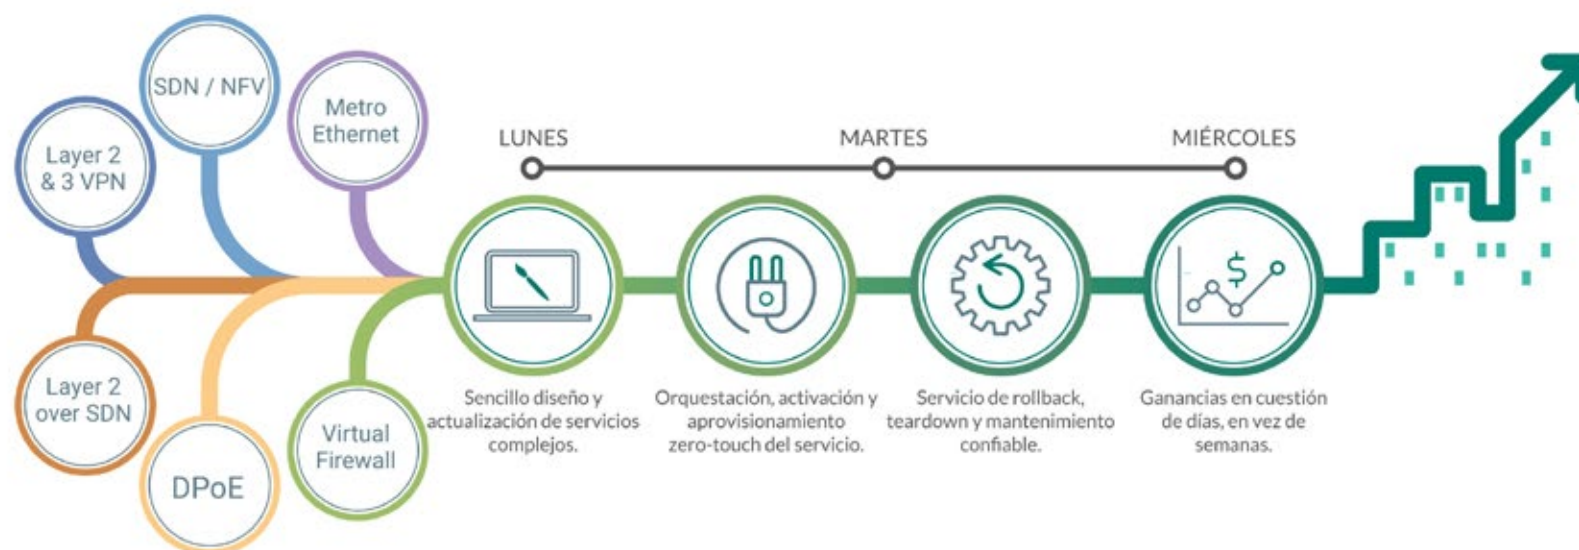 SDN / NFV
Metro
Ethernet
Layer 2
& 3 VPN
Layer 2
over SDN
DPoE
Virtual
Firewall
LUNES
MARTES
MIÉRCOLES
Sencillo diseño y
actualización de servicios
complejos.
Orquestación, activación y
aprovisionamiento
zero-touch del servicio.
Servicio de rollback,
teardown y mantenimiento
confiable.
Ganancias en cuestión
de días, en vez de
semanas.
$